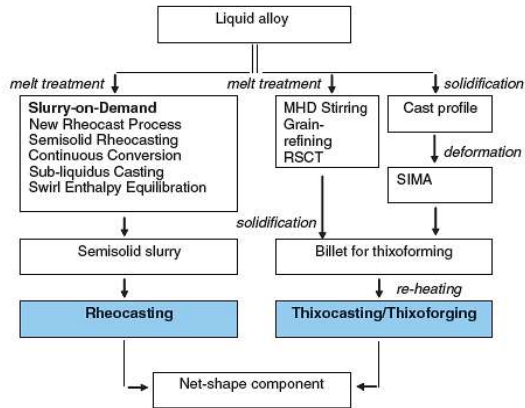 Liquid alloy
melt treatment
melt treatment
solidification
Slurry-on-Demand
New Rheocast Process
Semisolid Rheocasting
Continuous Conversion
Sub-liquidus Casting
Swirl Enthalpy Equilibration
MHD Stirring
Grain-
refining
RSCT
Cast profile
deformation
SIMA
solidification
Semisolid slurry
Billet for thixoforming
re-heating
Rheocasting
Thixocasting/Thixoforging
Net-shape component